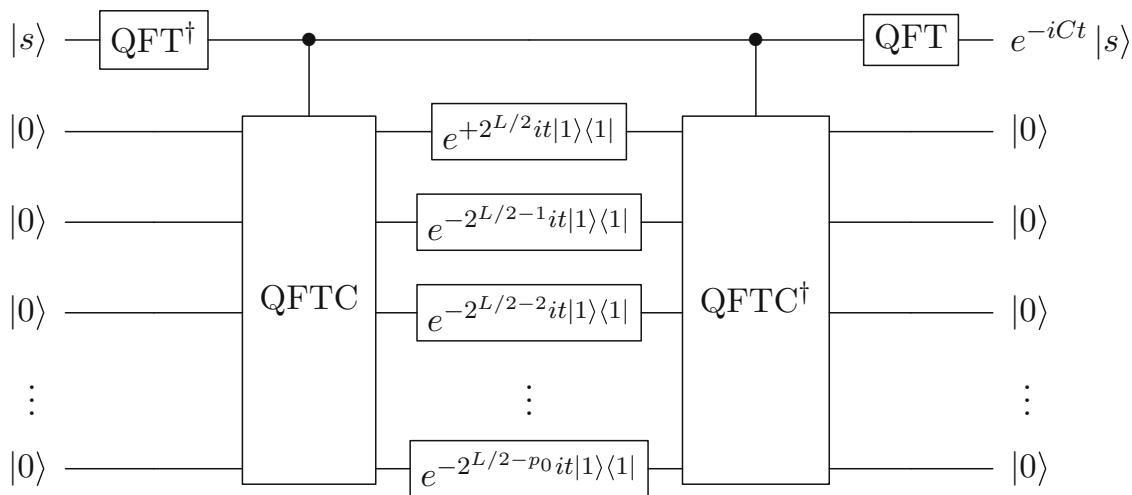 |s⟩ QFT† QFT e^{-iCt} |s⟩
|0⟩ e^{+2^{L/2}it|1⟩⟨1|} |0⟩
|0⟩ e^{-2^{L/2-1}it|1⟩⟨1|} |0⟩
|0⟩ QFTC e^{-2^{L/2-2}it|1⟩⟨1|} QFTC† |0⟩
⋮ ⋮ ⋮
|0⟩ e^{-2^{L/2-p_0}it|1⟩⟨1|} |0⟩